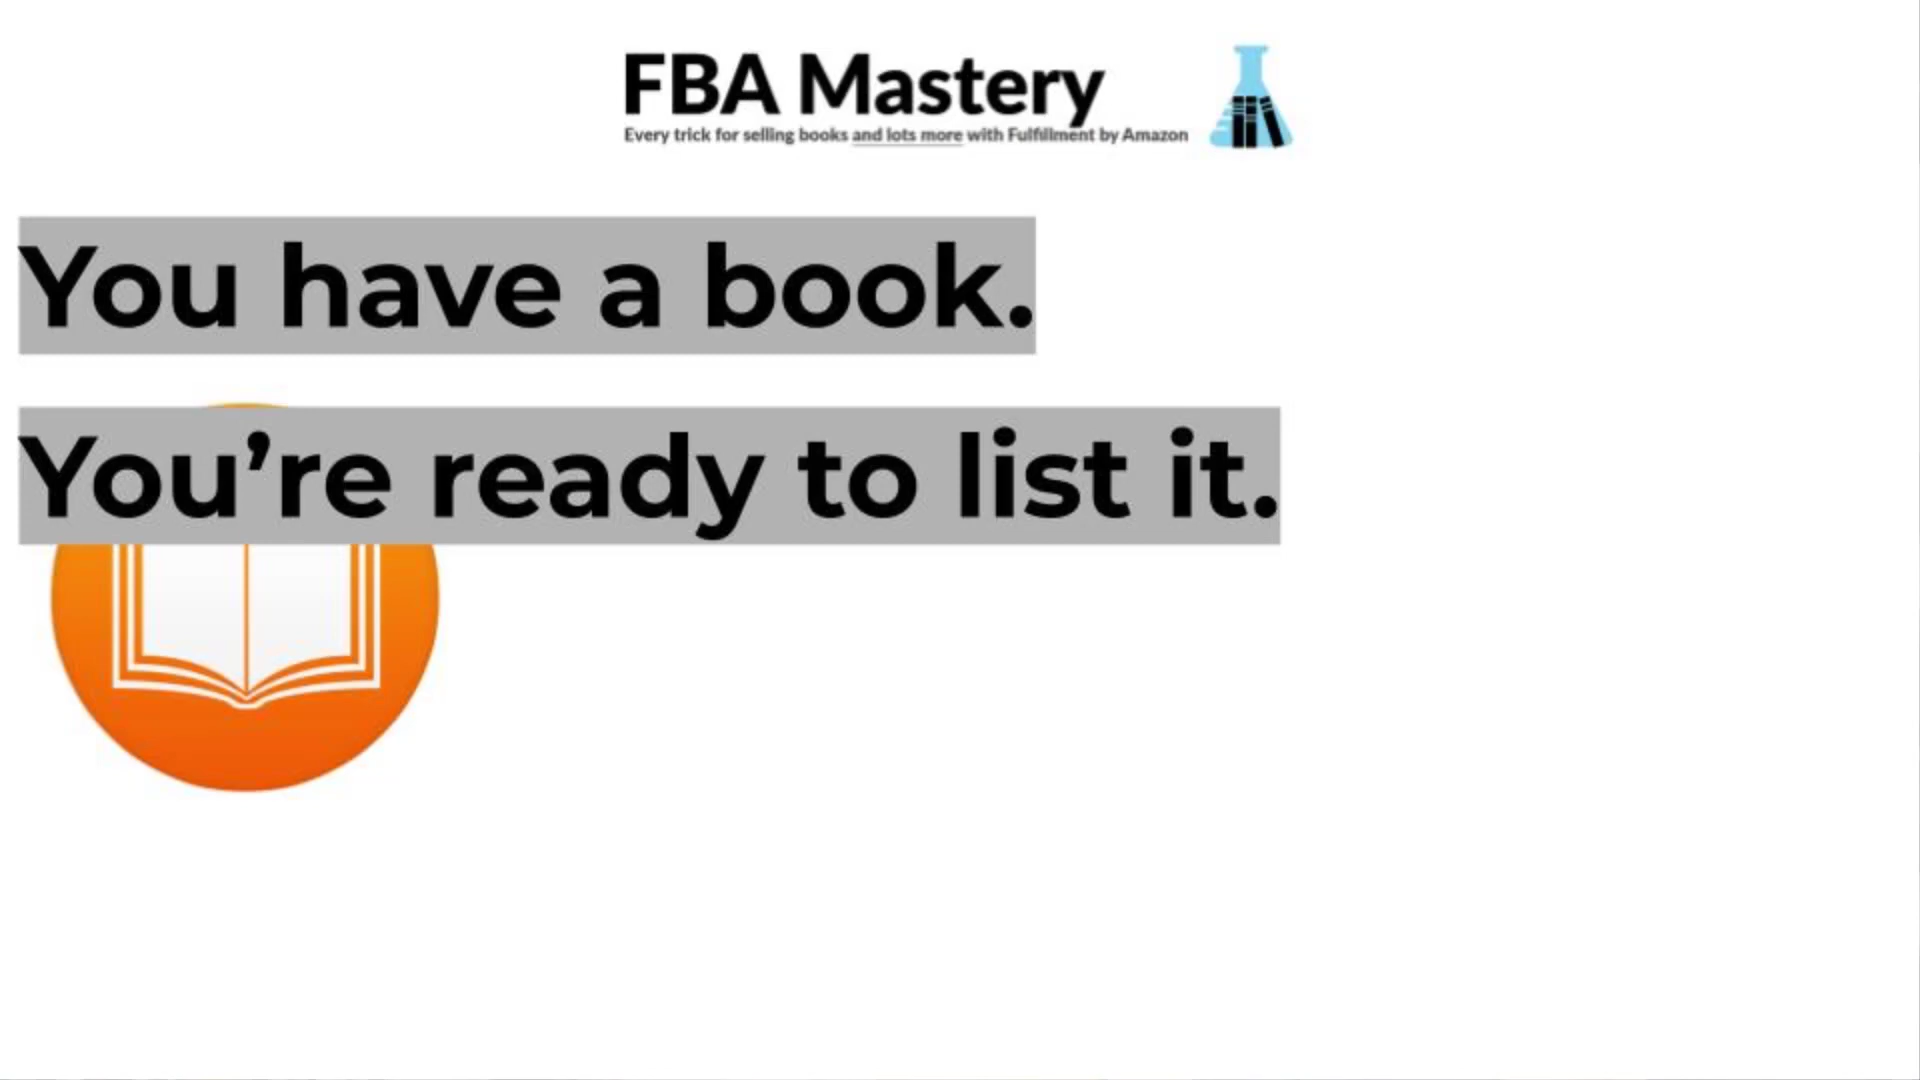 FBA Mastery
Every trick for selling books and lots more with Fulfillment by Amazon
You have a book.
You’re ready to list it.